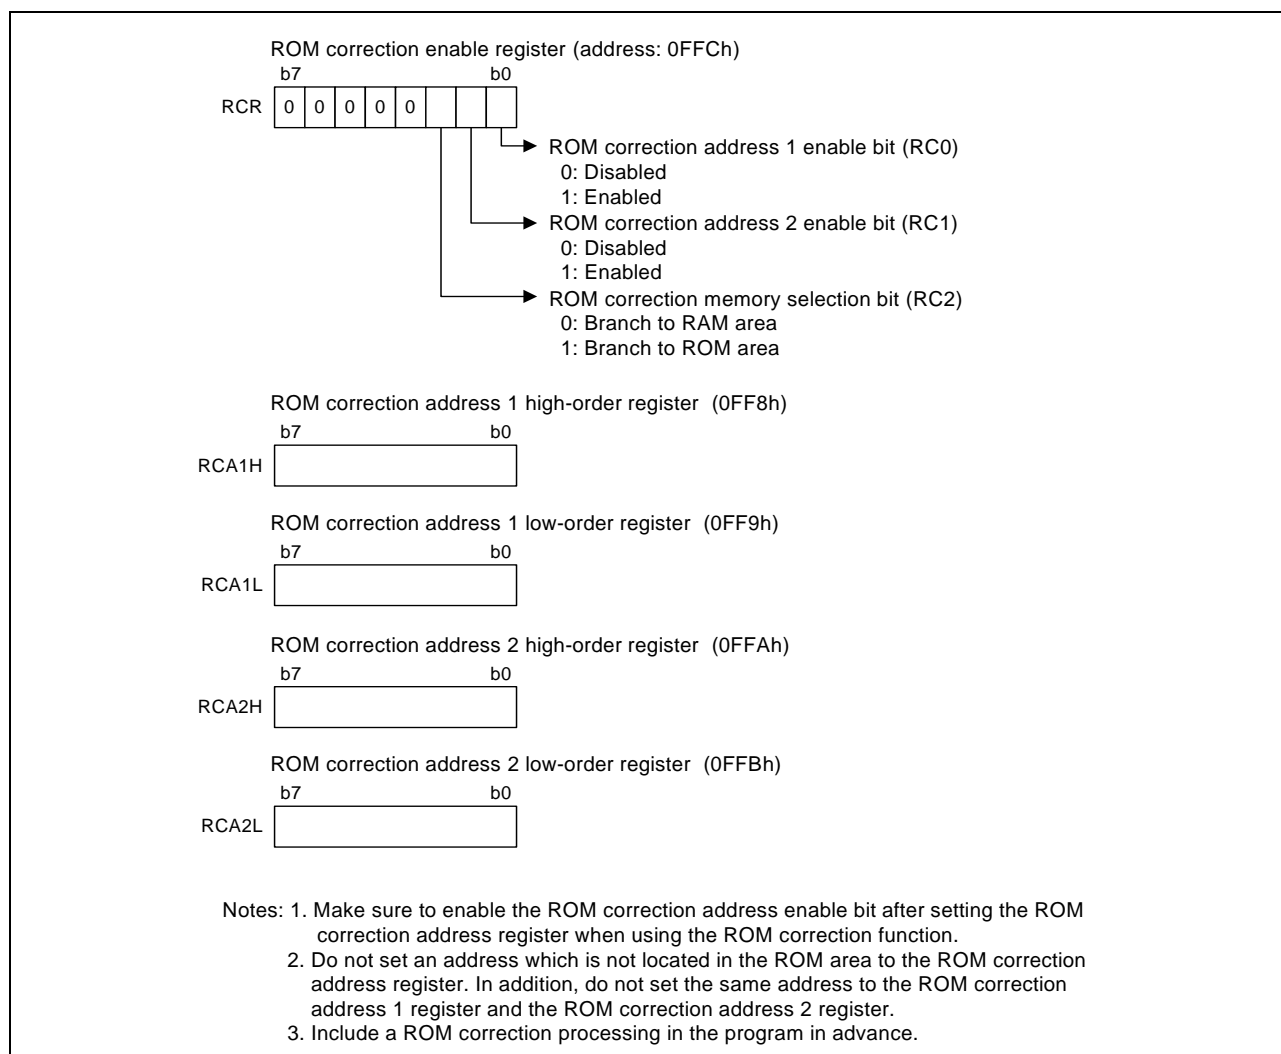 ROM correction enable register (address: 0FFCh)
b7 b0
RCR 0 0 0 0 0
ROM correction address 1 enable bit (RC0)
0: Disabled
1: Enabled
ROM correction address 2 enable bit (RC1)
0: Disabled
1: Enabled
ROM correction memory selection bit (RC2)
0: Branch to RAM area
1: Branch to ROM area
ROM correction address 1 high-order register (0FF8h)
b7 b0
RCA1H
ROM correction address 1 low-order register (0FF9h)
b7 b0
RCA1L
ROM correction address 2 high-order register (0FFAh)
b7 b0
RCA2H
ROM correction address 2 low-order register (0FFBh)
b7 b0
RCA2L
Notes: 1. Make sure to enable the ROM correction address enable bit after setting the ROM
correction address register when using the ROM correction function.
2. Do not set an address which is not located in the ROM area to the ROM correction
address register. In addition, do not set the same address to the ROM correction
address 1 register and the ROM correction address 2 register.
3. Include a ROM correction processing in the program in advance.